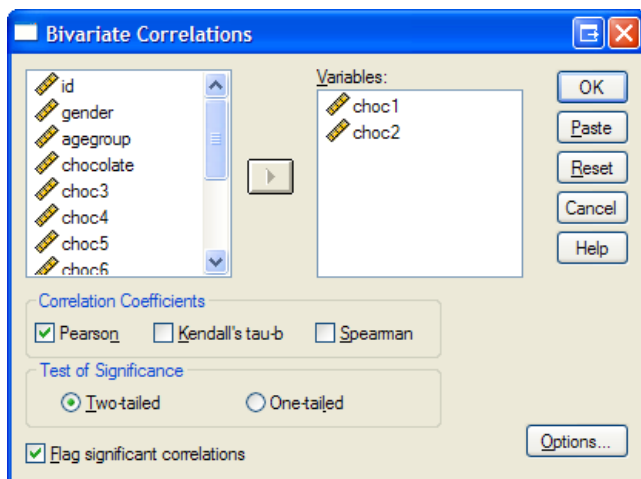 Bivariate Correlations
id
gender
agegroup
chocolate
choc3
choc4
choc5
choc6
Variables:
choc1
choc2
OK
Paste
Reset
Cancel
Help
Correlation Coefficients
Pearson Kendall's tau-b Spearman
Test of Significance
Two-tailed One-tailed
Flag significant correlations
Options...